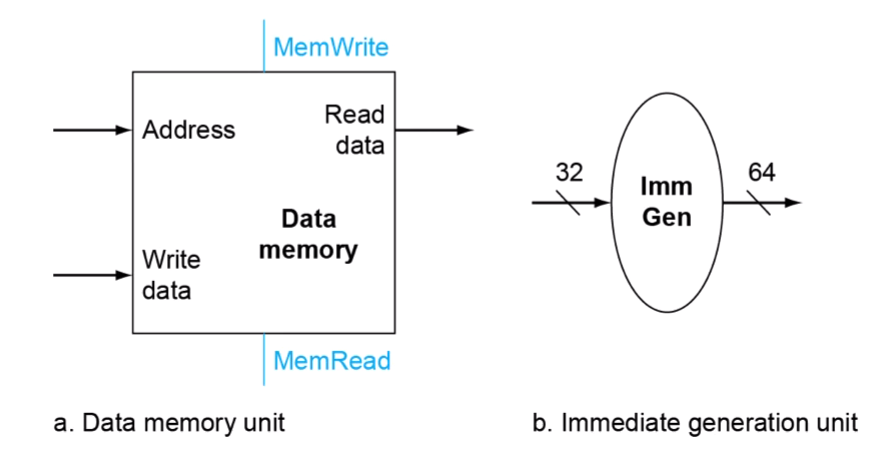 MemWrite
Address
Read
data
Data
memory
Write
data
MemRead
a. Data memory unit
32
Imm
Gen
64
b. Immediate generation unit